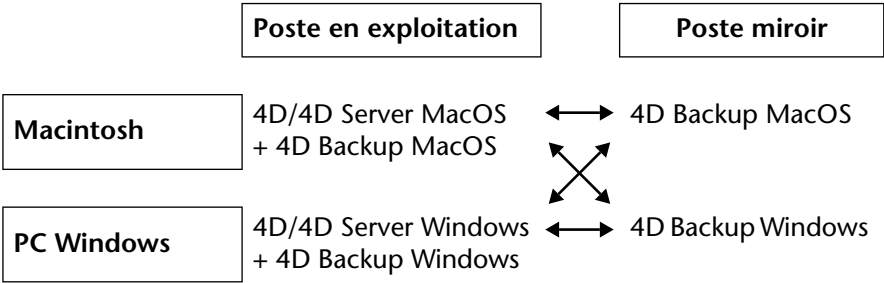 Poste en exploitation
Poste miroir
Macintosh
4D/4D Server MacOS
+ 4D Backup MacOS
4D Backup MacOS
PC Windows
4D/4D Server Windows
+ 4D Backup Windows
4D Backup Windows